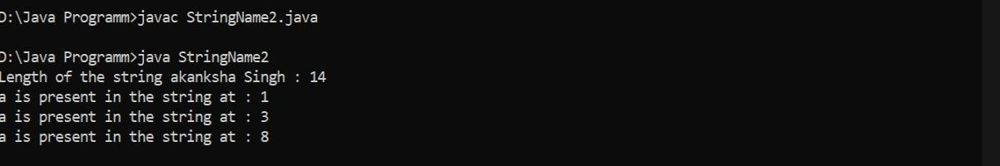 D:\Java Programm>javac StringName2.java
D:\Java Programm>java StringName2
Length of the string akanksha Singh : 14
a is present in the string at : 1
a is present in the string at : 3
a is present in the string at : 8